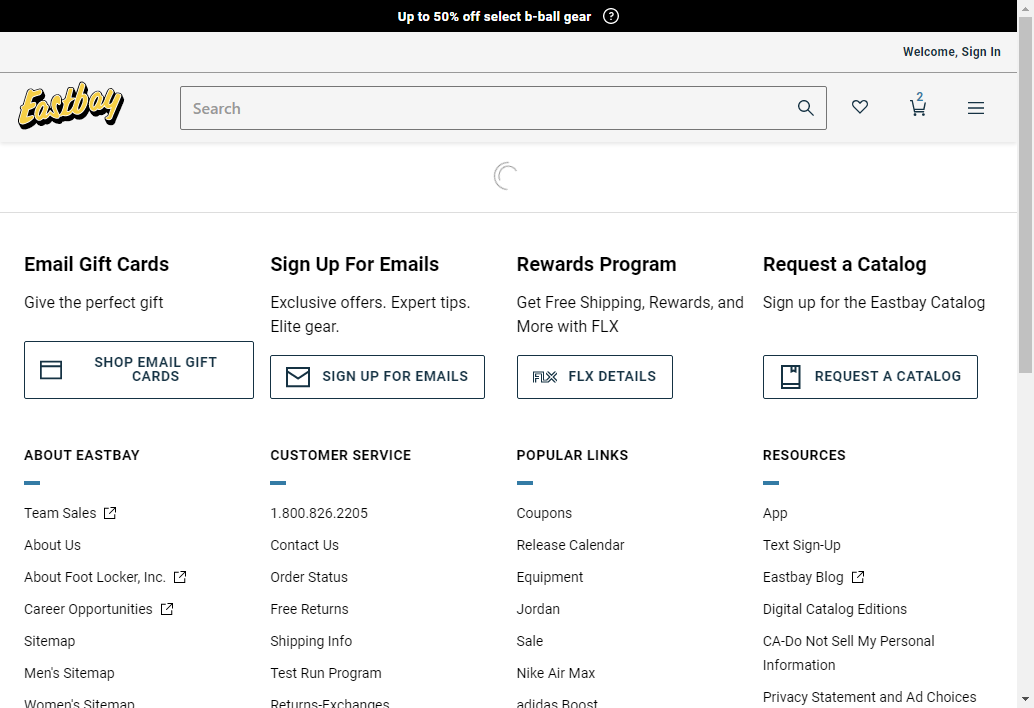 Up to 50% off select b-ball gear ?
Welcome, Sign In
Eastbay
Search
2
Email Gift Cards
Give the perfect gift
SHOP EMAIL GIFT
CARDS
Sign Up For Emails
Exclusive offers. Expert tips.
Elite gear.
SIGN UP FOR EMAILS
Rewards Program
Get Free Shipping, Rewards, and
More with FLX
FLX FLX DETAILS
Request a Catalog
Sign up for the Eastbay Catalog
REQUEST A CATALOG
ABOUT EASTBAY
Team Sales
About Us
About Foot Locker, Inc.
Career Opportunities
Sitemap
Men's Sitemap
Women's Sitemap
CUSTOMER SERVICE
1.800.826.2205
Contact Us
Order Status
Free Returns
Shipping Info
Test Run Program
Returns-Exchanges
POPULAR LINKS
Coupons
Release Calendar
Equipment
Jordan
Sale
Nike Air Max
adidas Boost
RESOURCES
App
Text Sign-Up
Eastbay Blog
Digital Catalog Editions
CA-Do Not Sell My Personal
Information
Privacy Statement and Ad Choices